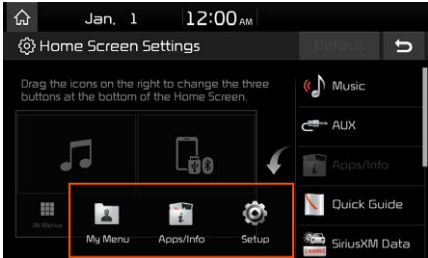 Jan. 1 12:00 AM
Home Screen Settings
Default
Drag the icons on the right to change the three
buttons at the bottom of the Home Screen.
Music
AUX
Apps/Info
Quick Guide
SiriusXM Data
All Menus
My Menu
Apps/Info
Setup